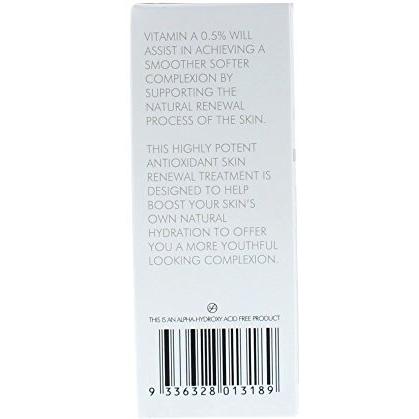 VITAMIN A 0.5% WILL
ASSIST IN ACHIEVING A
SMOOTHER SOFTER
COMPLEXION BY
SUPPORTING THE
NATURAL RENEWAL
PROCESS OF THE SKIN.
THIS HIGHLY POTENT
ANTIOXIDANT SKIN
RENEWAL TREATMENT IS
DESIGNED TO HELP
BOOST YOUR SKIN'S
OWN NATURAL
HYDRATION TO OFFER
YOU A MORE YOUTHFUL
LOOKING COMPLEXION.
THIS IS AN ALPHA-HYDROXY ACID FREE PRODUCT
9 336328 013189